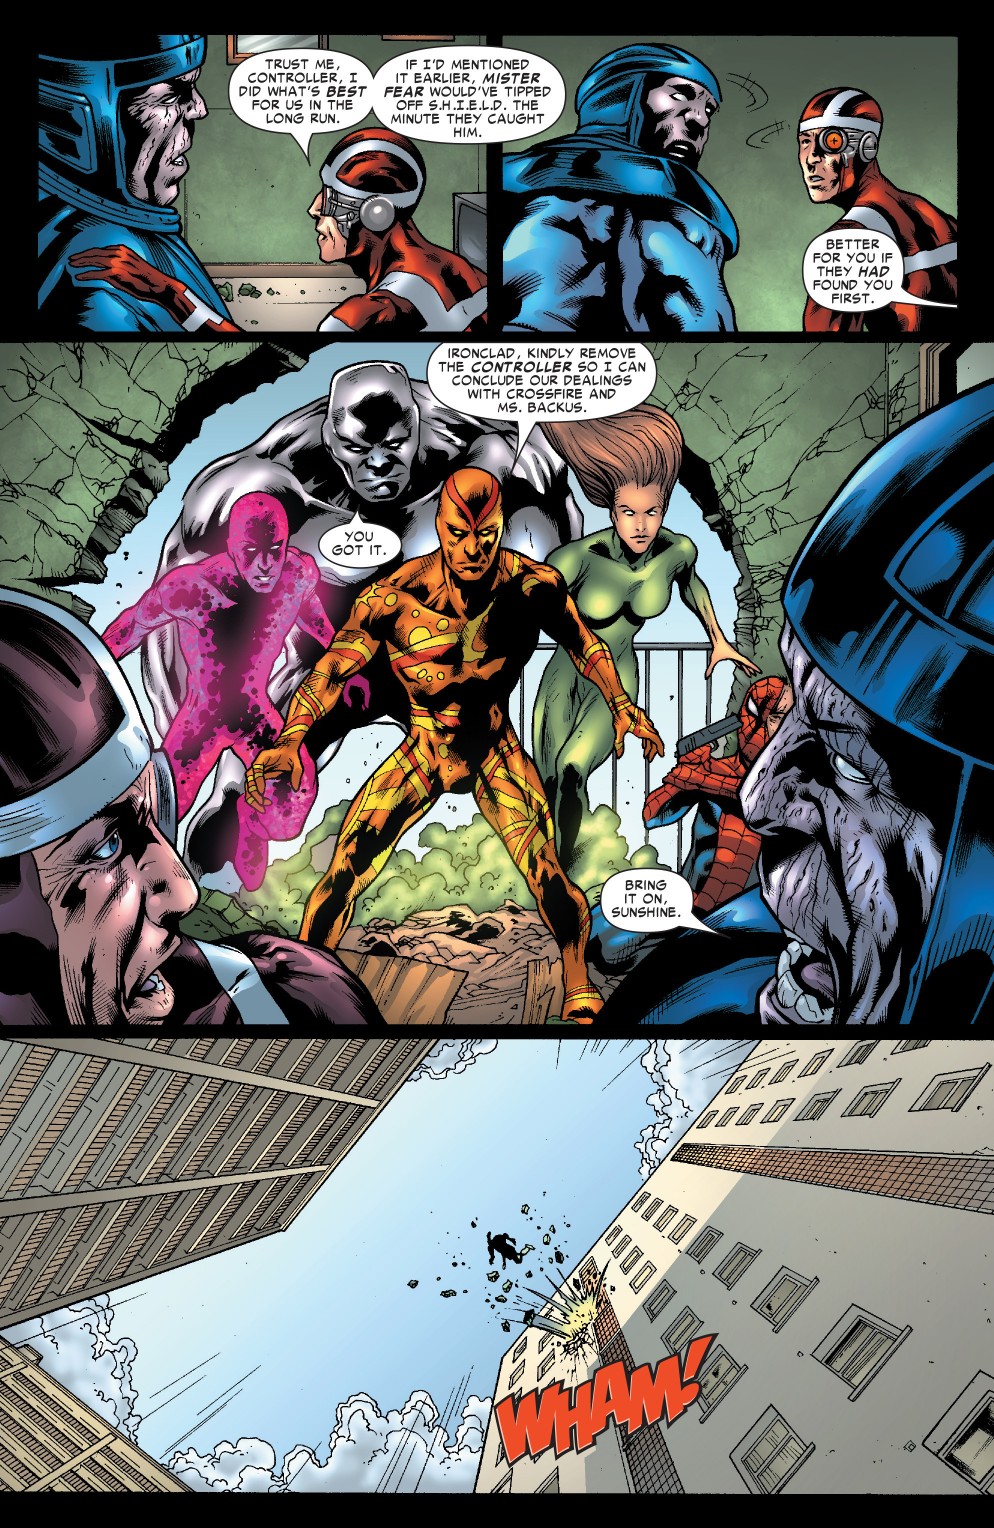 TRUST ME,
CONTROLLER, I
DID WHAT'S BEST
FOR US IN THE
LONG RUN.
IF I'D MENTIONED
IT EARLIER, MISTER
FEAR WOULD'VE TIPPED
OFF S.H.I.E.L.D. THE
MINUTE THEY CAUGHT
HIM.
BETTER
FOR YOU IF
THEY HAD
FOUND YOU
FIRST.
IRONCLAD, KINDLY REMOVE
THE CONTROLLER SO I CAN
CONCLUDE OUR DEALINGS
WITH CROSSFIRE AND
MS. BACKUS.
YOU
GOT IT.
BRING
IT ON,
SUNSHINE.
WHAM!